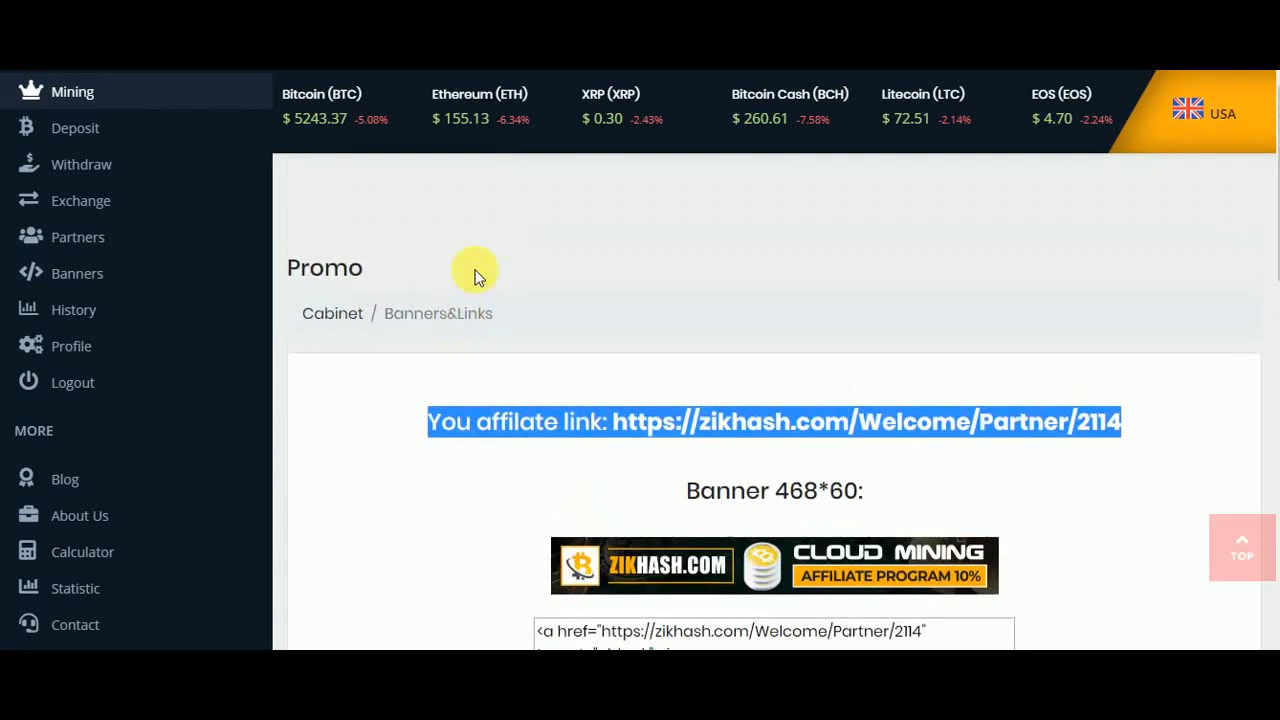 Mining
Deposit
Withdraw
Exchange
Partners
Banners
History
Profile
Logout
MORE
Blog
About Us
Calculator
Statistic
Contact
Bitcoin (BTC)
$ 5243.37 -5.08%
Ethereum (ETH)
$ 155.13 -6.34%
XRP (XRP)
$ 0.30 -2.43%
Bitcoin Cash (BCH)
$ 260.61 -7.58%
Litecoin (LTC)
$ 72.51 -2.14%
EOS (EOS)
$ 4.70 -2.24%
USA
Promo
Cabinet / Banners&Links
You affilate link: https://zikhash.com/Welcome/Partner/2114
Banner 468*60:
ZIKHASH.COM
CLOUD MINING
AFFILIATE PROGRAM 10%
<a href="https://zikhash.com/Welcome/Partner/2114"
TOP